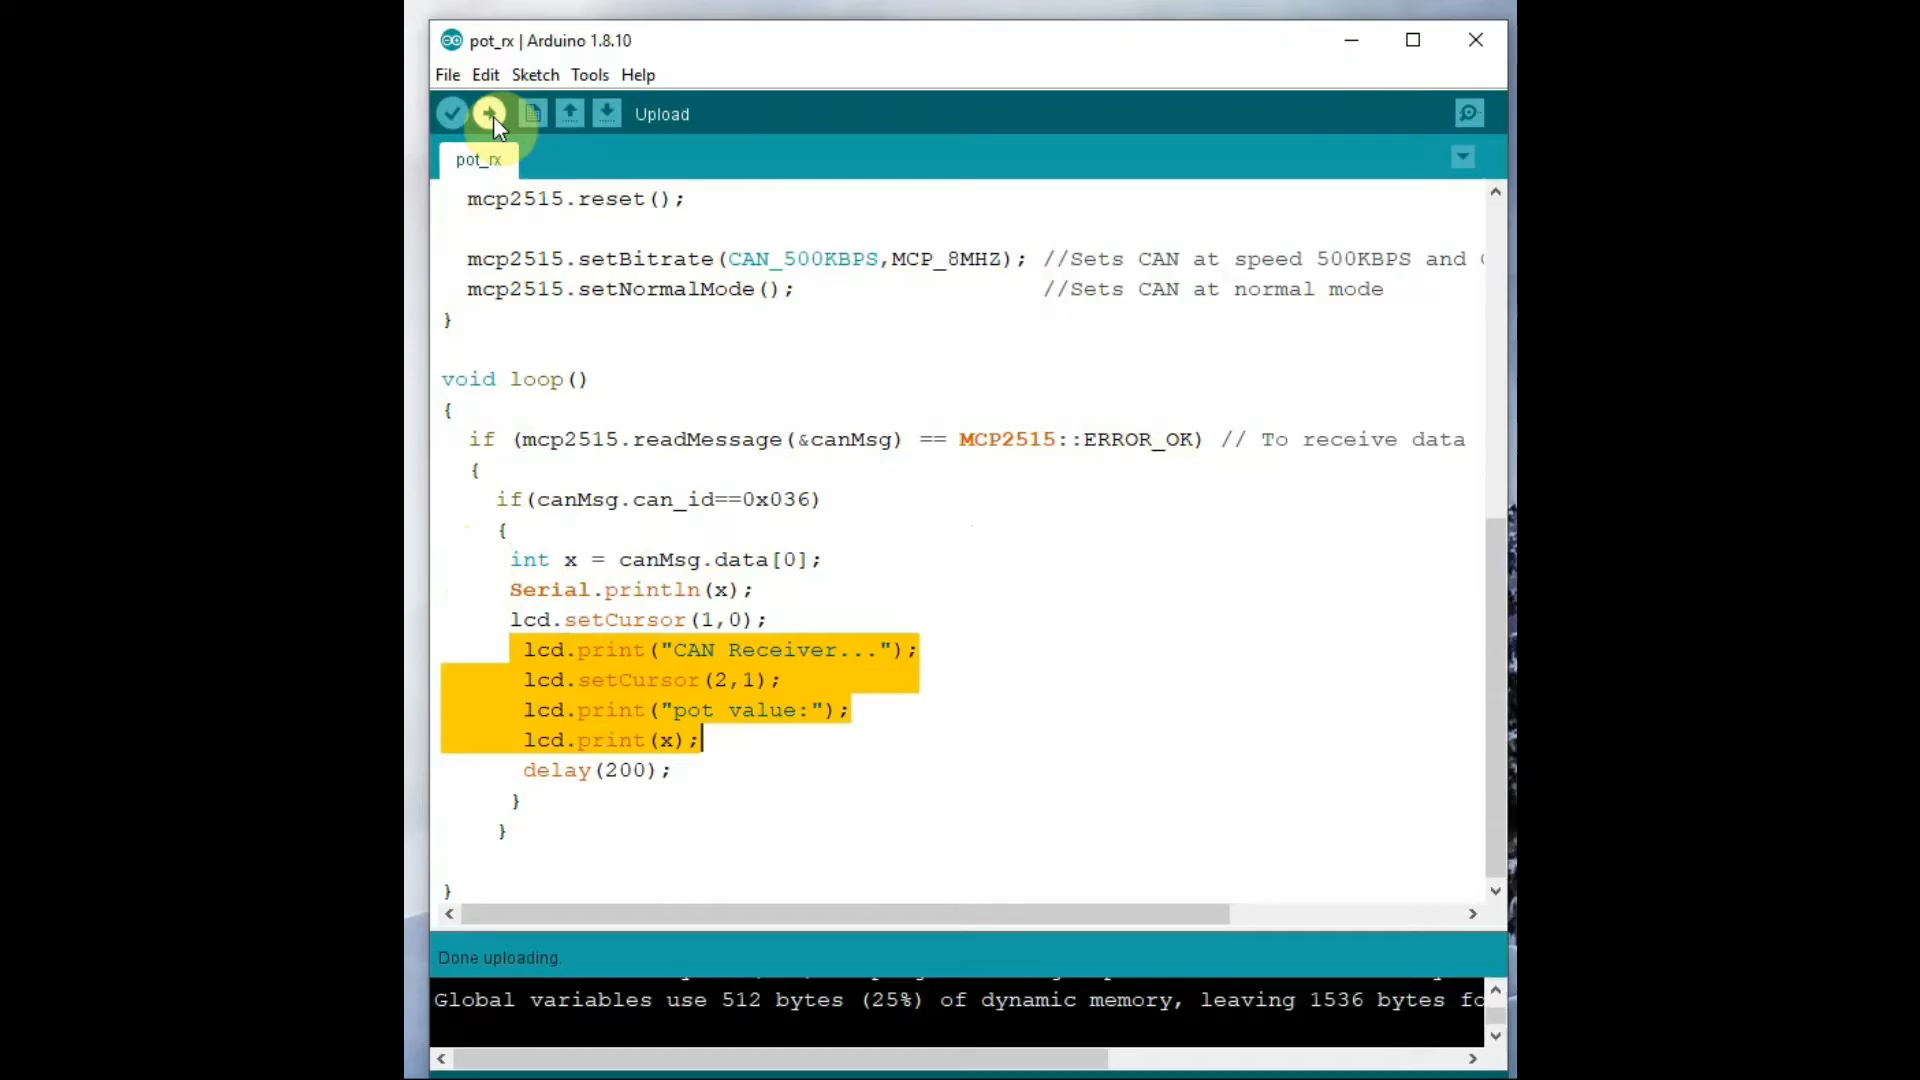 pot_rx | Arduino 1.8.10
File Edit Sketch Tools Help
Upload
pot_rx
mcp2515.reset();
mcp2515.setBitrate(CAN_500KBPS,MCP_8MHZ); //Sets CAN at speed 500KBPS and
mcp2515.setNormalMode(); //Sets CAN at normal mode
}
void loop()
{
if (mcp2515.readMessage(&canMsg) == MCP2515::ERROR_OK) // To receive data
{
if(canMsg.can_id==0x036)
{
int x = canMsg.data[0];
Serial.println(x);
lcd.setCursor(1,0);
lcd.print("CAN Receiver...");
lcd.setCursor(2,1);
lcd.print("pot value:");
lcd.print(x);
delay(200);
}
}
}
Done uploading.
Global variables use 512 bytes (25%) of dynamic memory, leaving 1536 bytes fo